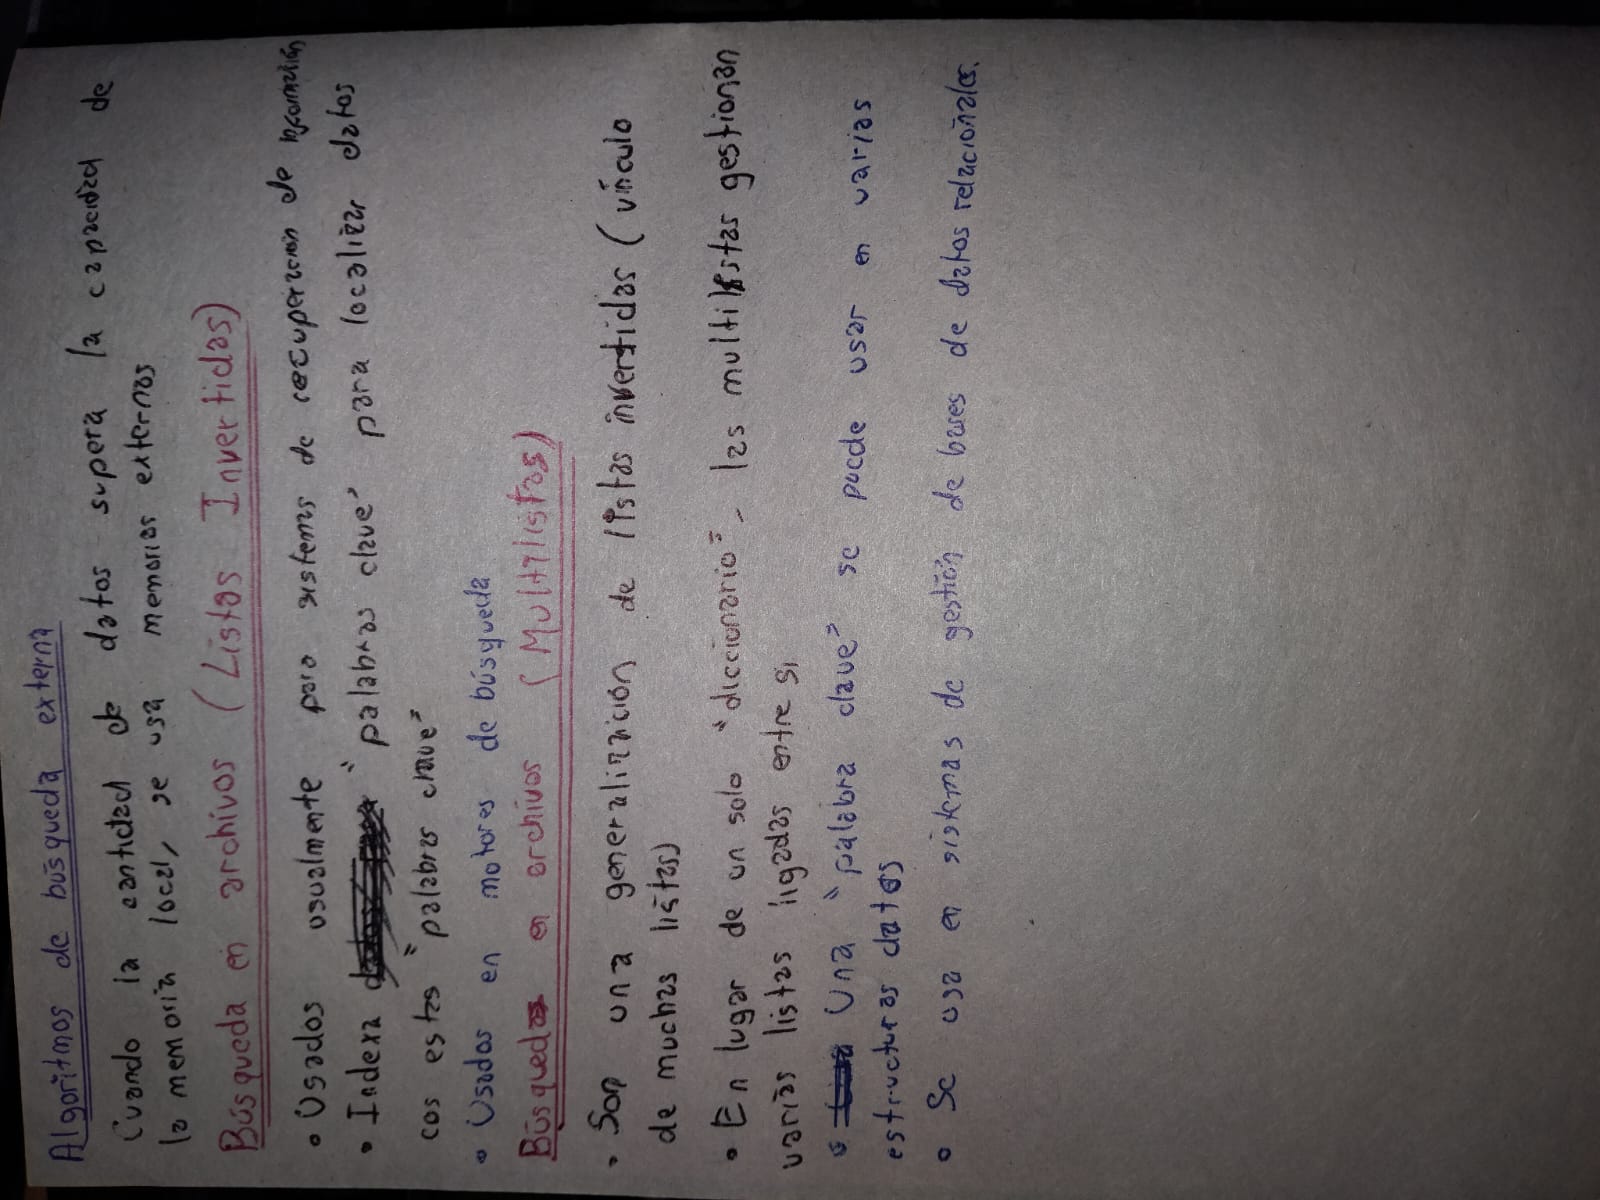 Algoritmos de búsqueda externa
Cuando la cantidad de datos supera la capacidad de
la memoria local, se usa memorias externas
Búsqueda en archivos (Listas Invertidas)
• Usados usualmente para sistemas de recuperación de información
• Indexa "palabras clave" para localizar datos
cos estas "palabras clave"
• Usados en motores de búsqueda
Búsqueda en archivos (Multilistas)
• Son una generalización de listas invertidas (vínculo
de muchas listas)
• En lugar de un solo "diccionario", las multilistas gestionan
varias listas ligadas entre si
• Una "palabra clave" se puede usar en varias
estructuras datos
• Se usa en sistemas de gestión de bases de datos relacionales.